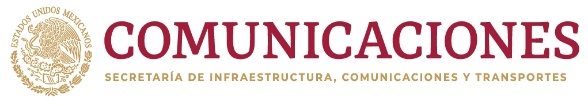 ESTADOS UNIDOS MEXICANOS
COMUNICACIONES
SECRETARÍA DE INFRAESTRUCTURA, COMUNICACIONES Y TRANSPORTES